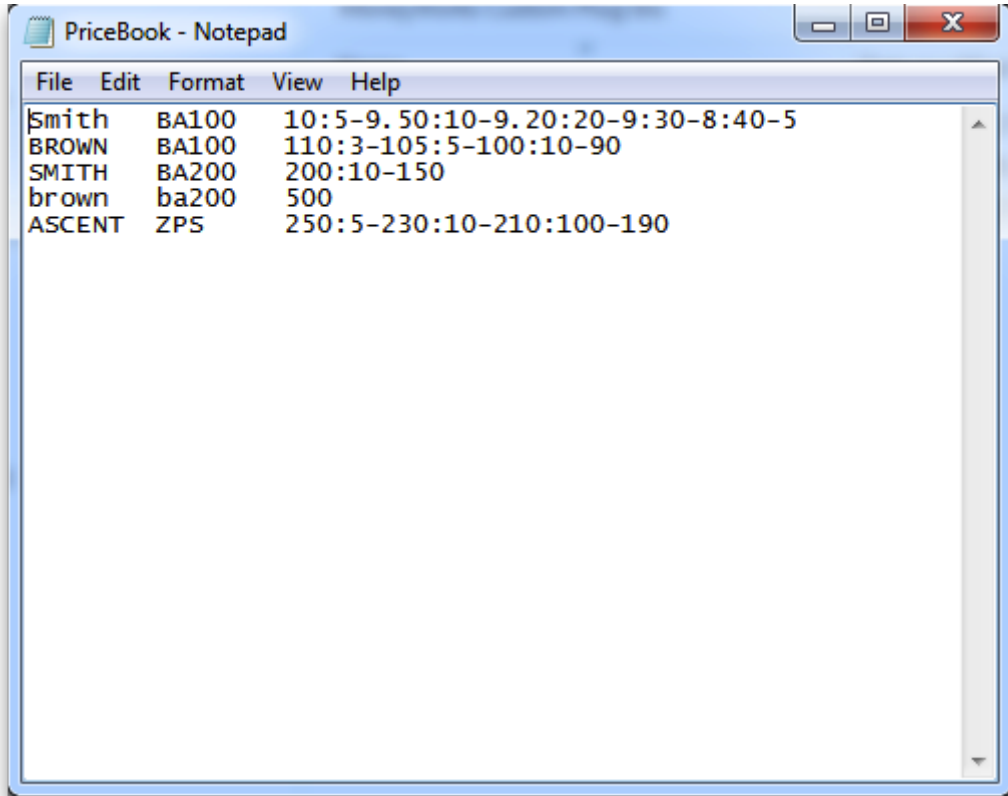 PriceBook - Notepad
File Edit Format View Help
Smith BA100 10:5-9.50:10-9.20:20-9:30-8:40-5
BROWN BA100 110:3-105:5-100:10-90
SMITH BA200 200:10-150
brown ba200 500
ASCENT ZPS 250:5-230:10-210:100-190